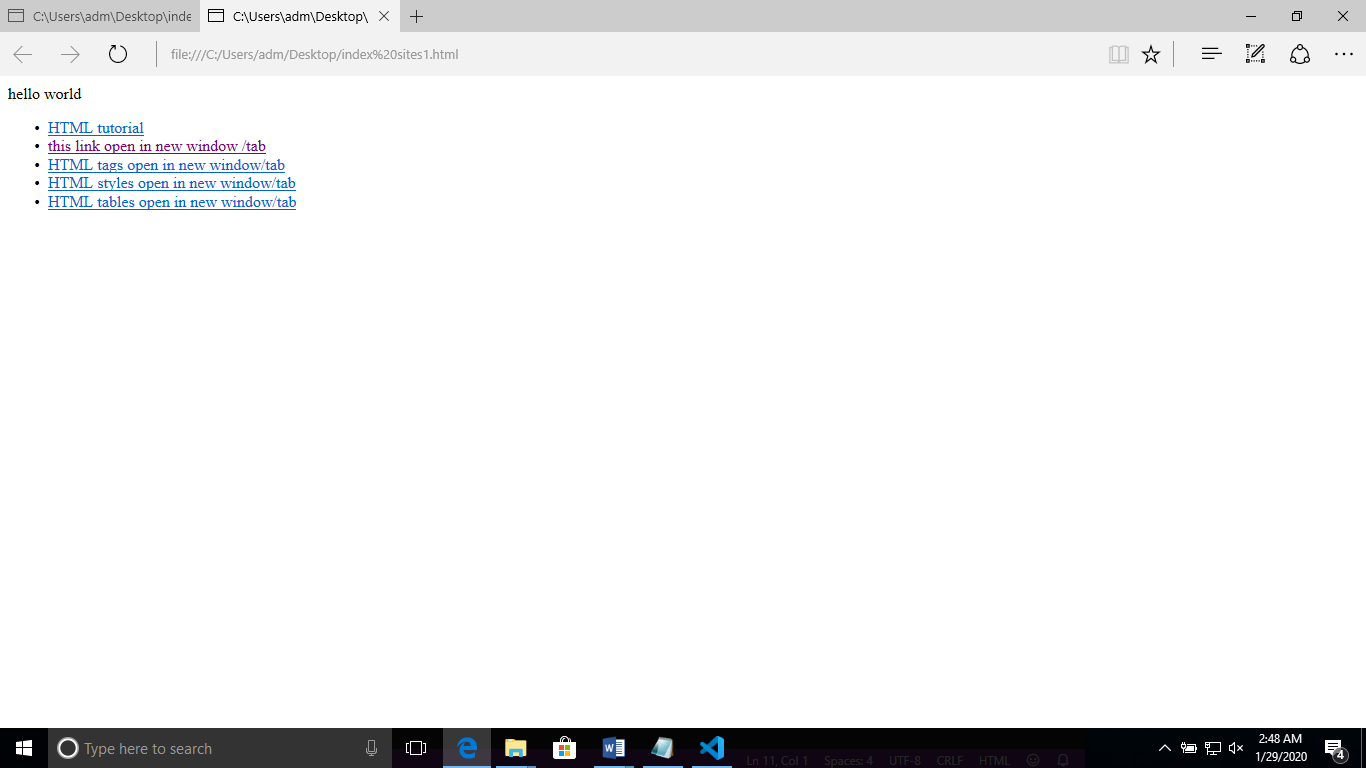 C:\Users\adm\Desktop\inde
C:\Users\adm\Desktop\
file:///C:/Users/adm/Desktop/index%20sites1.html
hello world
• HTML tutorial
• this link open in new window /tab
• HTML tags open in new window/tab
• HTML styles open in new window/tab
• HTML tables open in new window/tab
Type here to search
Ln 11, Col 1 Spaces: 4 UTF-8 CRLF HTML
2:48 AM
1/29/2020
4